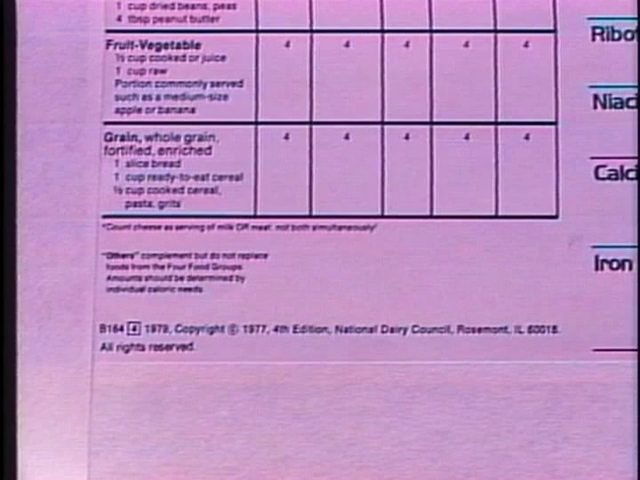 1 cup dried beans, peas
4 tbsp peanut butter
Fruit-Vegetable 4 4 4 4 4
½ cup cooked or juice
1 cup raw
Portion commonly served
such as a medium-size
apple or banana
Grain, whole grain, 4 4 4 4 4
fortified, enriched
1 slice bread
1 cup ready-to-eat cereal
½ cup cooked cereal,
pasta, grits
*Count cheese as serving of milk OR meat, not both simultaneously
"Others" complement but do not replace
foods from the Four Food Groups.
Amounts should be determined by
individual caloric needs.
B164 4 1979, Copyright © 1977, 4th Edition, National Dairy Council, Rosemont, IL 60018.
All rights reserved.
Ribof
Niac
Calci
Iron